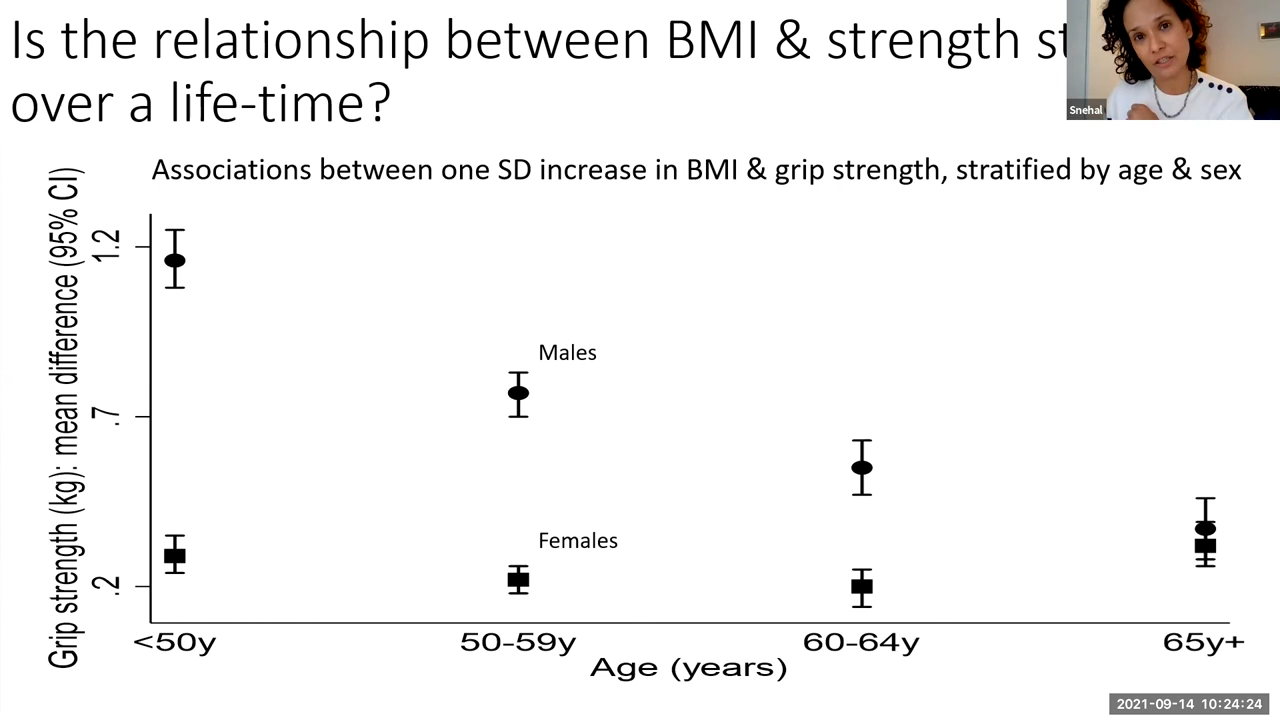 Is the relationship between BMI & strength
over a life-time?
Snehal
Associations between one SD increase in BMI & grip strength, stratified by age & sex
Grip strength (kg): mean difference (95% CI)
1.2
.7
.2
Males
Females
<50y 50-59y 60-64y 65y+
Age (years)
2021-09-14 10:24:24